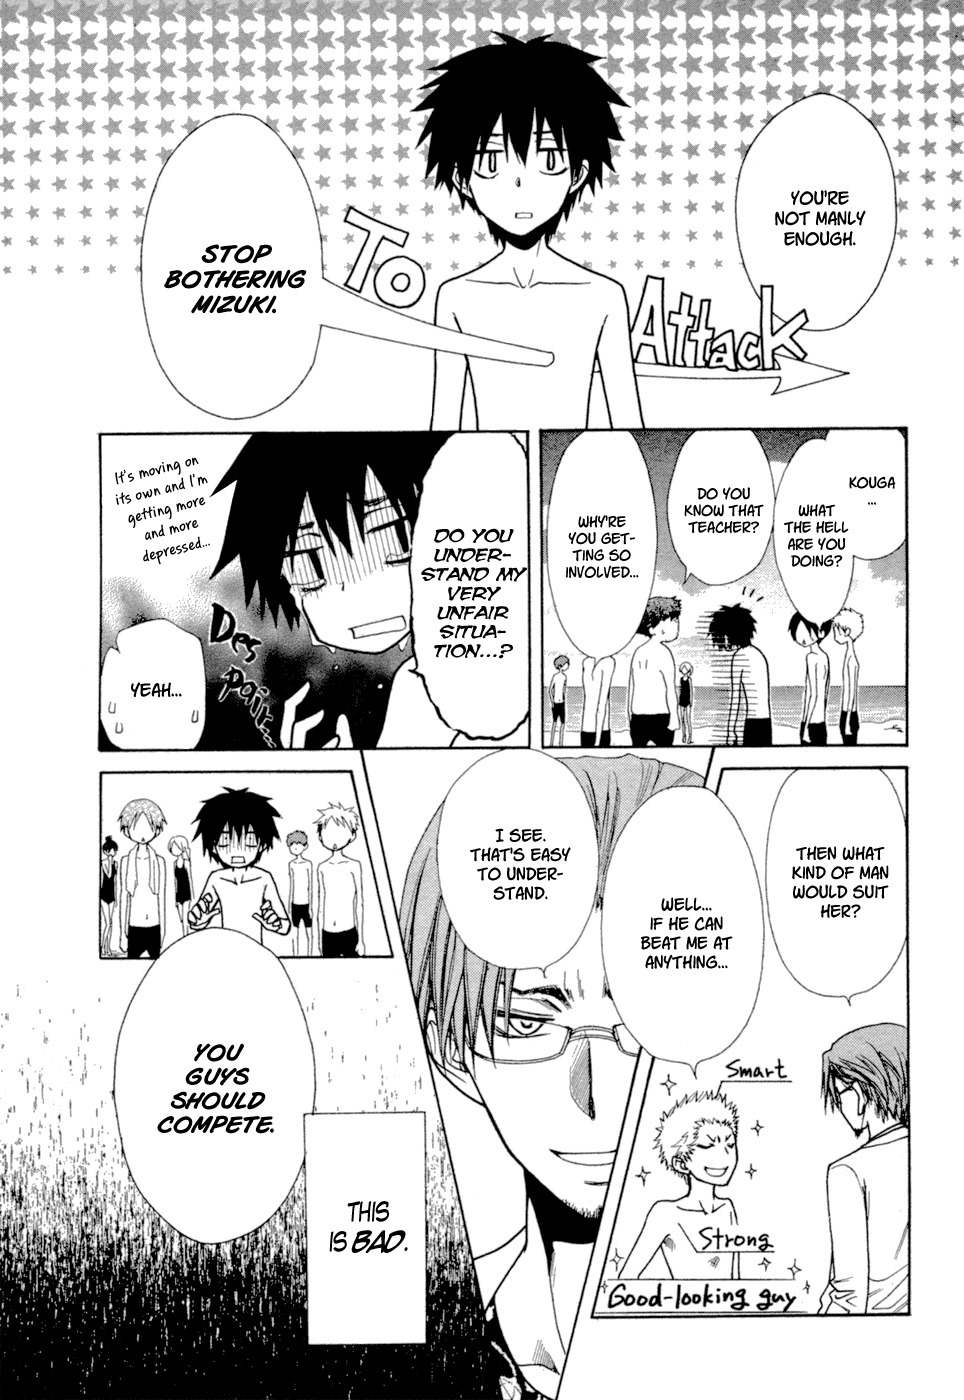 YOU'RE
NOT MANLY
ENOUGH.
To
Attack
STOP
BOTHERING
MIZUKI.
KOUGA
...
WHAT
THE HELL
ARE YOU
DOING?
DO YOU
KNOW THAT
TEACHER?
WHY'RE
YOU GET-
TING SO
INVOLVED...
DO YOU
UNDER-
STAND MY
VERY
UNFAIR
SITUA-
TION...?
It's moving on
its own and I'm
getting more
and more
depressed...
Des
pair...
YEAH...
THEN WHAT
KIND OF MAN
WOULD SUIT
HER?
WELL...
IF HE CAN
BEAT ME AT
ANYTHING...
Smart
Strong
Good-looking guy
I SEE.
THAT'S EASY
TO UNDER-
STAND.
YOU
GUYS
SHOULD
COMPETE.
THIS
IS BAD.